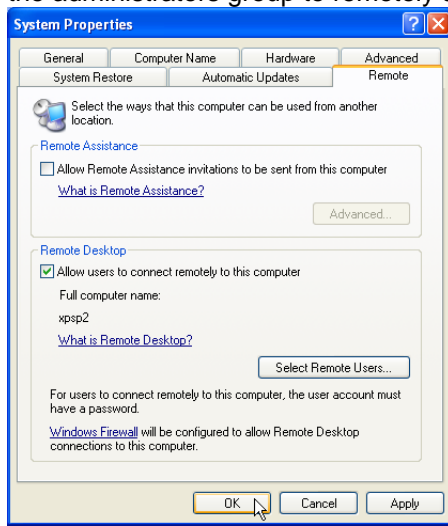 the administrators group to remotely
System Properties
General Computer Name Hardware Advanced
System Restore Automatic Updates Remote
Select the ways that this computer can be used from another
location.
Remote Assistance
Allow Remote Assistance invitations to be sent from this computer
What is Remote Assistance?
Advanced...
Remote Desktop
Allow users to connect remotely to this computer
Full computer name:
xpsp2
What is Remote Desktop?
Select Remote Users...
For users to connect remotely to this computer, the user account must
have a password.
Windows Firewall will be configured to allow Remote Desktop
connections to this computer.
OK Cancel Apply